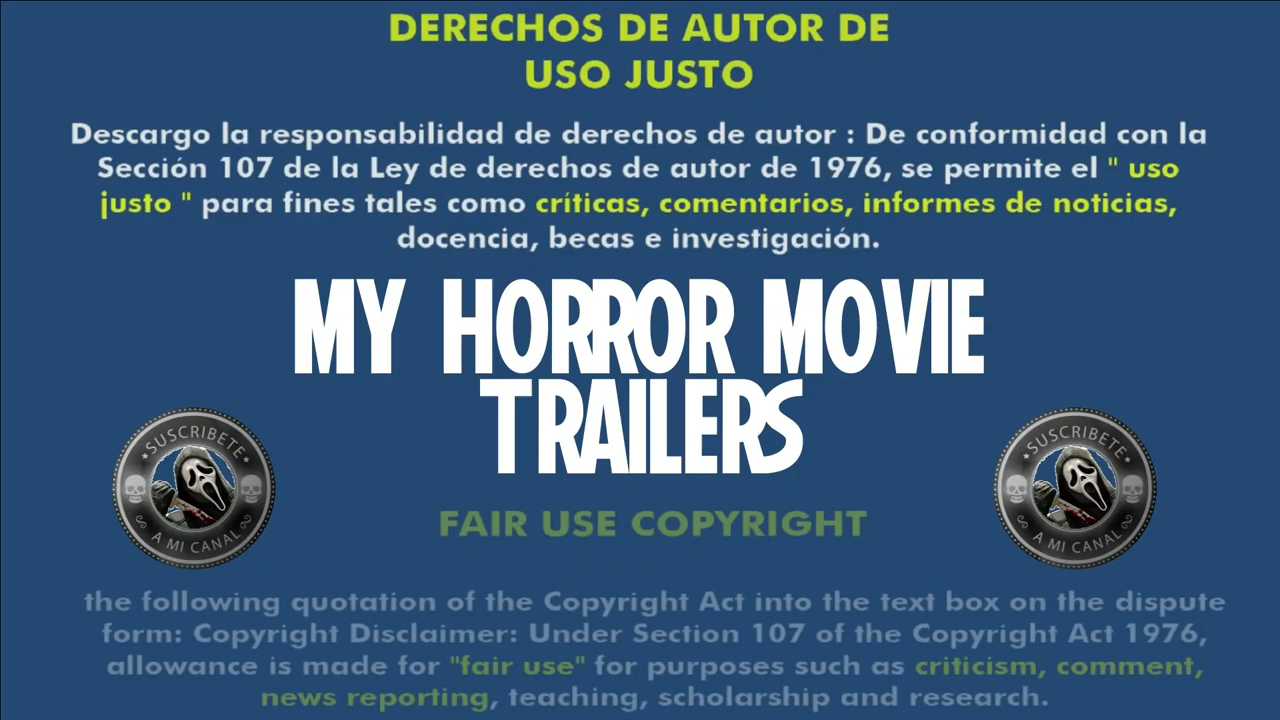 DERECHOS DE AUTOR DE
USO JUSTO
Descargo la responsabilidad de derechos de autor : De conformidad con la
Sección 107 de la Ley de derechos de autor de 1976, se permite el " uso
justo " para fines tales como críticas, comentarios, informes de noticias,
docencia, becas e investigación.
MY HORROR MOVIE
TRAILERS
SUSCRIBETE
A MI CANAL
SUSCRIBETE
A MI CANAL
FAIR USE COPYRIGHT
the following quotation of the Copyright Act into the text box on the dispute
form: Copyright Disclaimer: Under Section 107 of the Copyright Act 1976,
allowance is made for "fair use" for purposes such as criticism, comment,
news reporting, teaching, scholarship and research.